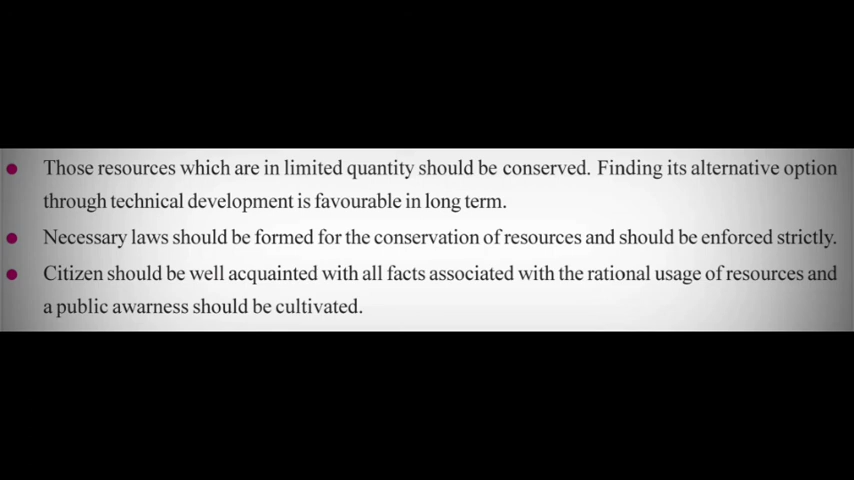 ● Those resources which are in limited quantity should be conserved. Finding its alternative option
through technical development is favourable in long term.
● Necessary laws should be formed for the conservation of resources and should be enforced strictly.
● Citizen should be well acquainted with all facts associated with the rational usage of resources and
a public awarness should be cultivated.